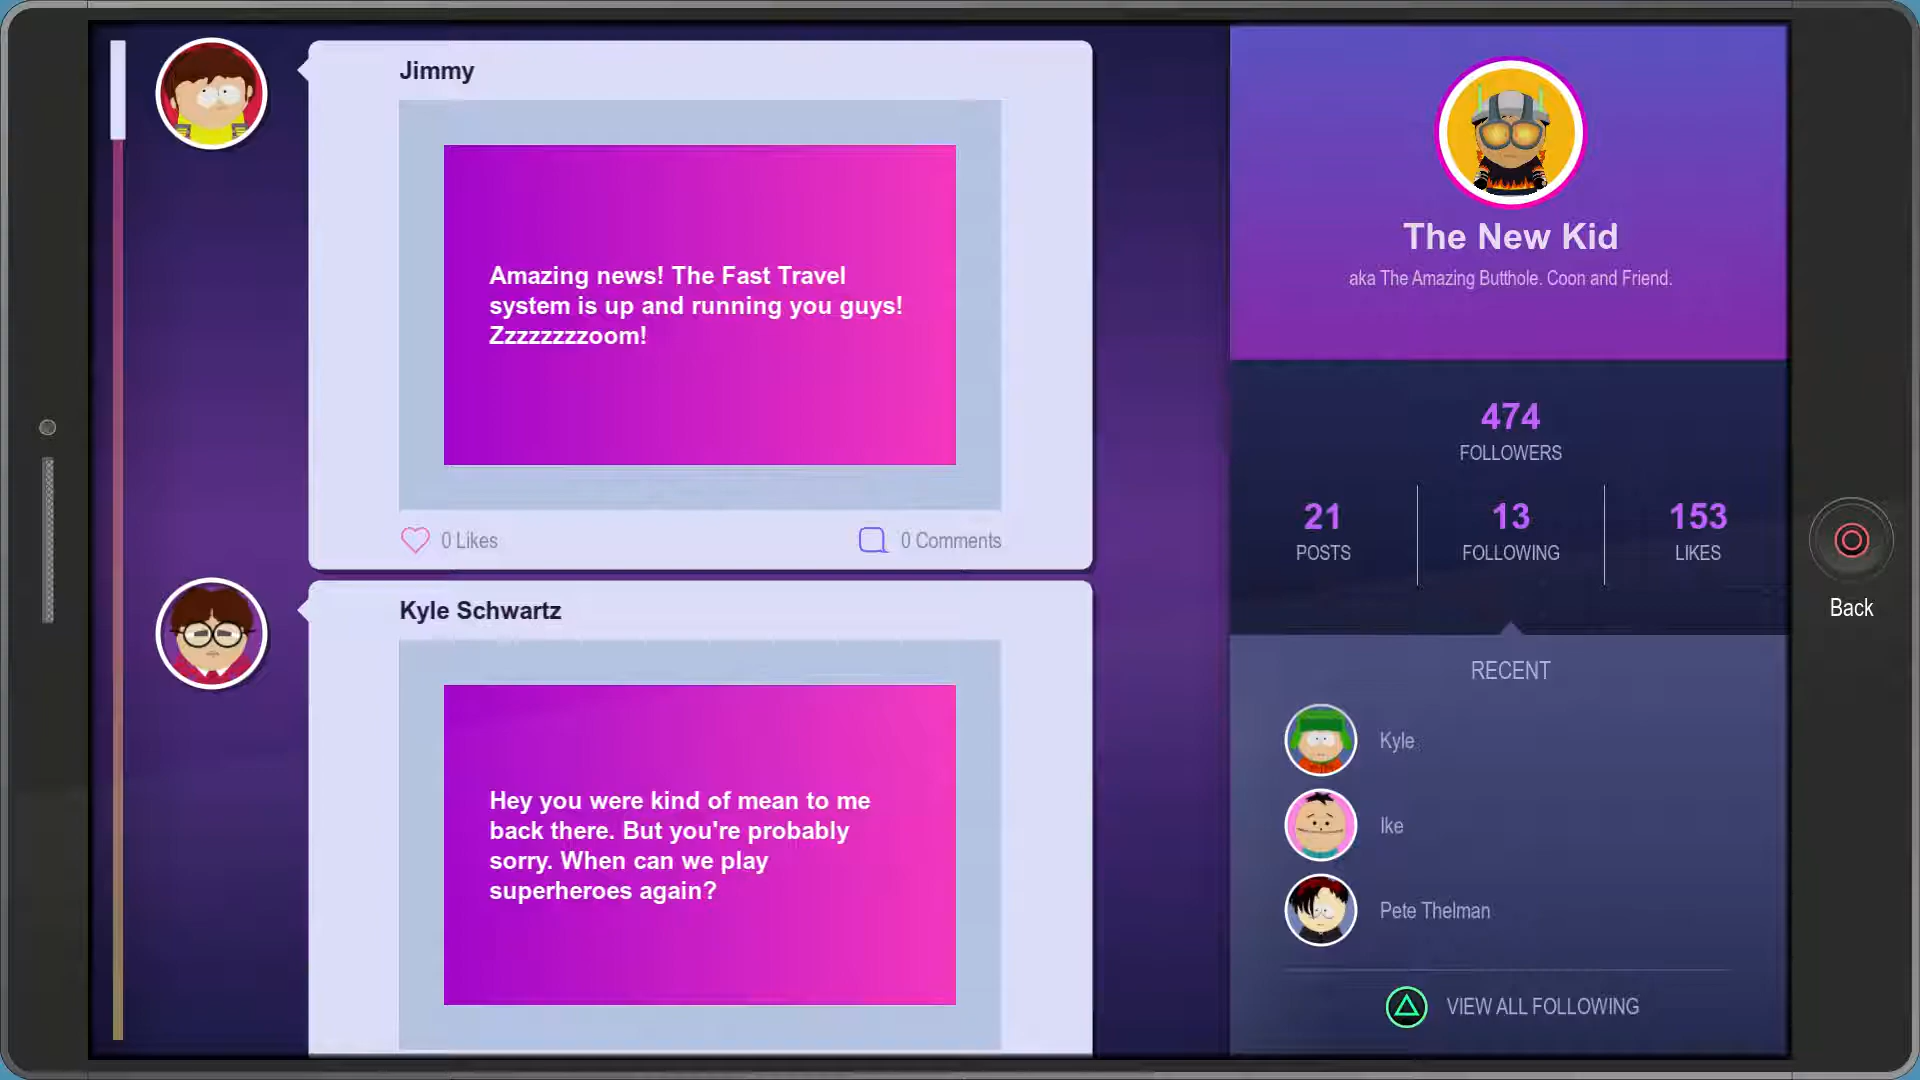 Jimmy
Amazing news! The Fast Travel
system is up and running you guys!
Zzzzzzzzoom!
0 Likes
0 Comments
Kyle Schwartz
Hey you were kind of mean to me
back there. But you're probably
sorry. When can we play
superheroes again?
The New Kid
aka The Amazing Butthole. Coon and Friend.
474
FOLLOWERS
21
POSTS
13
FOLLOWING
153
LIKES
RECENT
Kyle
Ike
Pete Thelman
VIEW ALL FOLLOWING
Back